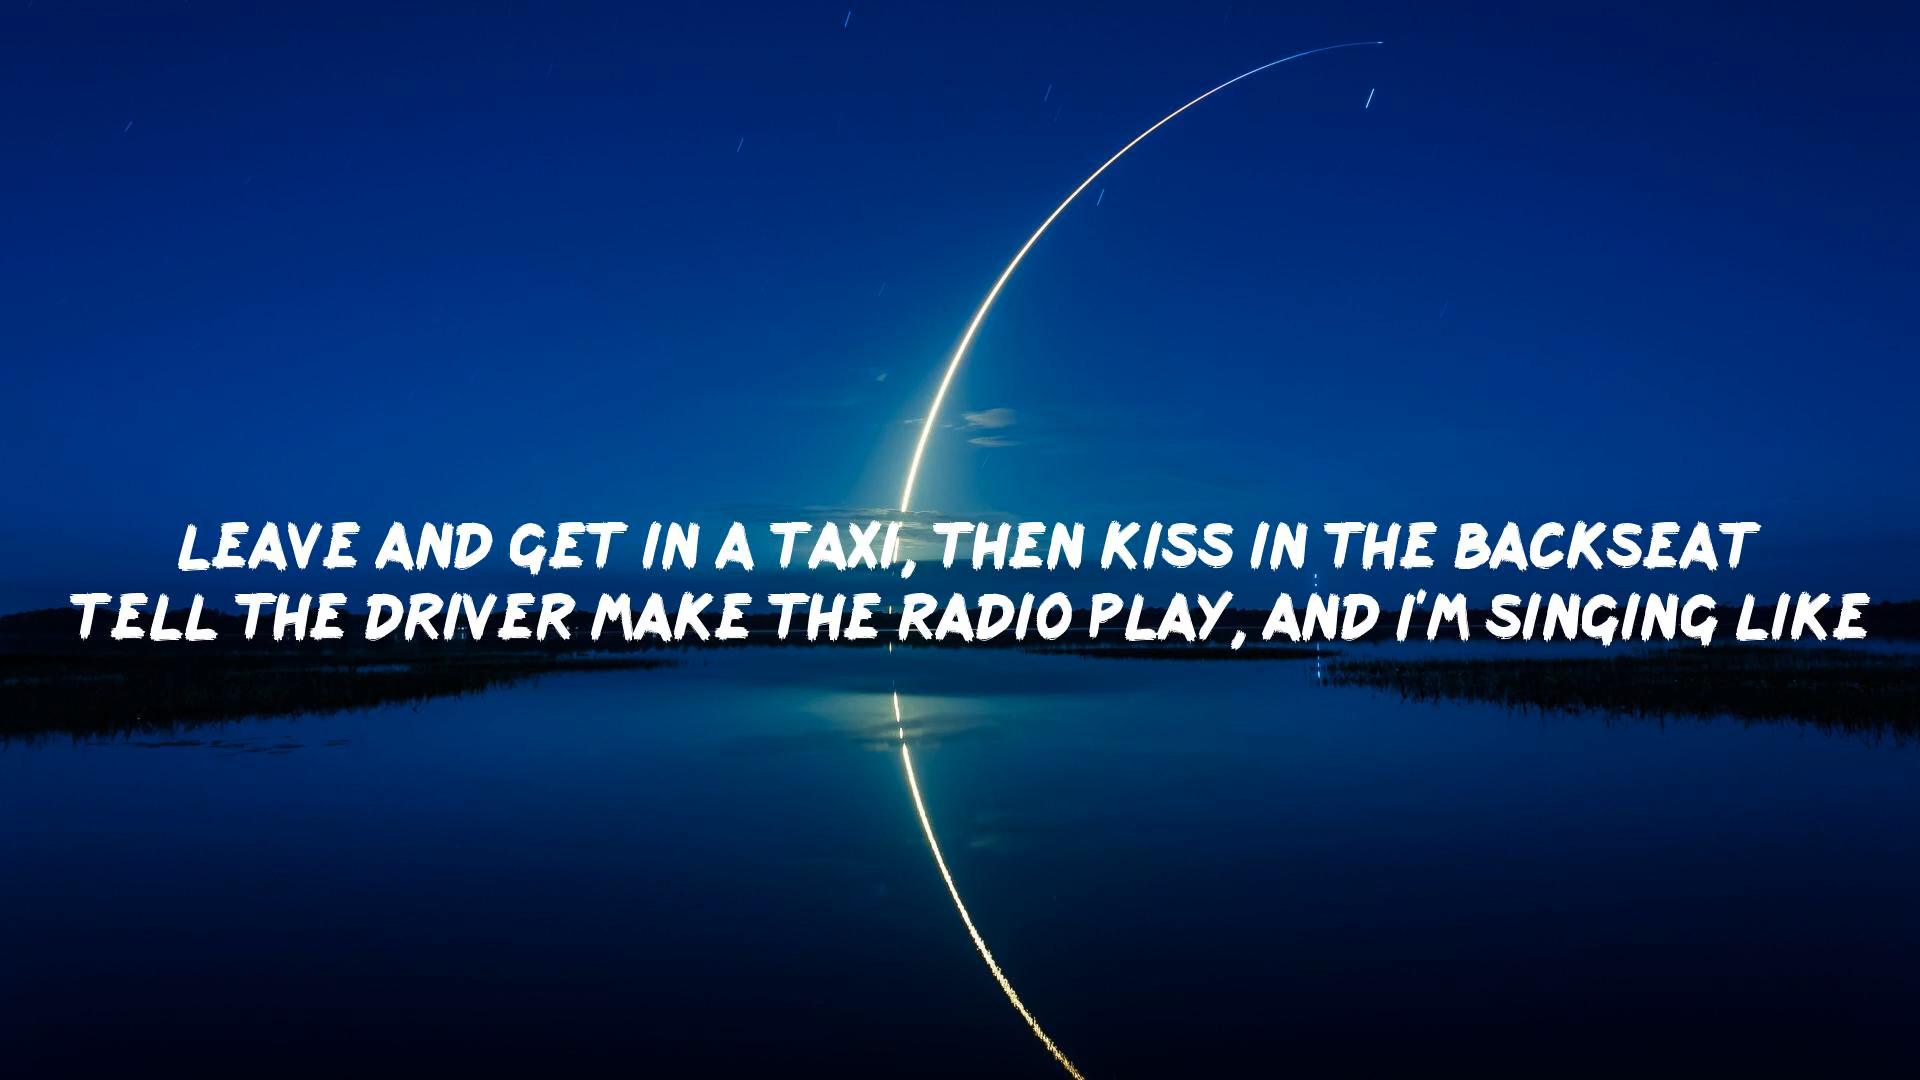 LEAVE AND GET IN A TAXI, THEN KISS IN THE BACKSEAT
TELL THE DRIVER MAKE THE RADIO PLAY, AND I'M SINGING LIKE